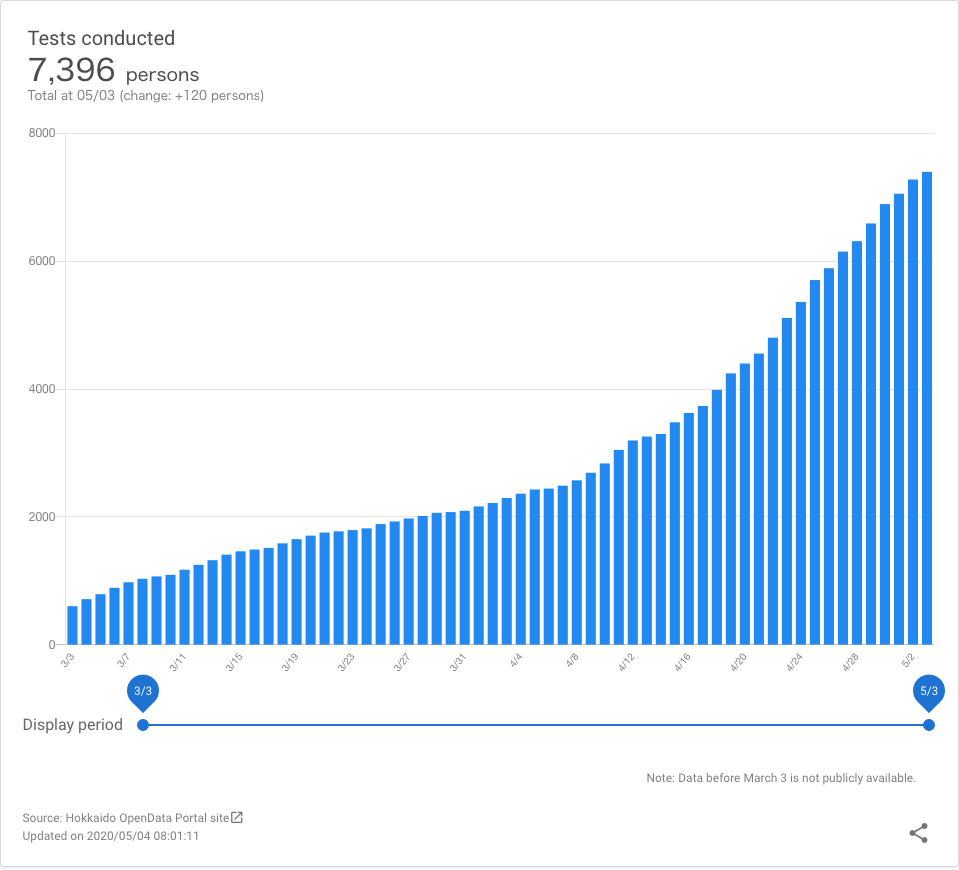 Tests conducted
7,396 persons
Total at 05/03 (change: +120 persons)
8000
6000
4000
2000
0
3/3 3/7 3/11 3/15 3/19 3/23 3/27 3/31 4/4 4/8 4/12 4/16 4/20 4/24 4/28 5/2
3/3 5/3
Display period
Note: Data before March 3 is not publicly available.
Source: Hokkaido OpenData Portal site
Updated on 2020/05/04 08:01:11